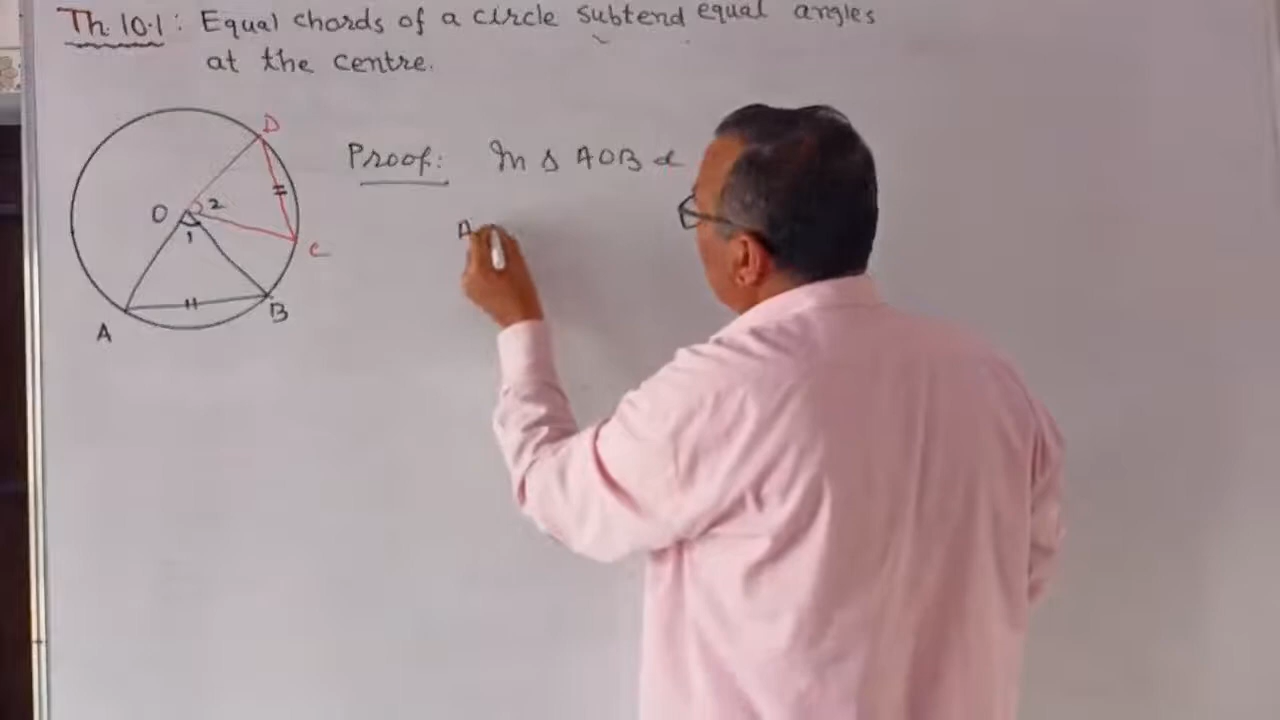 Th. 10.1: Equal chords of a circle subtend equal angles
at the centre.
D
Proof: In Δ AOB &
O 2
1
A
C
B
A